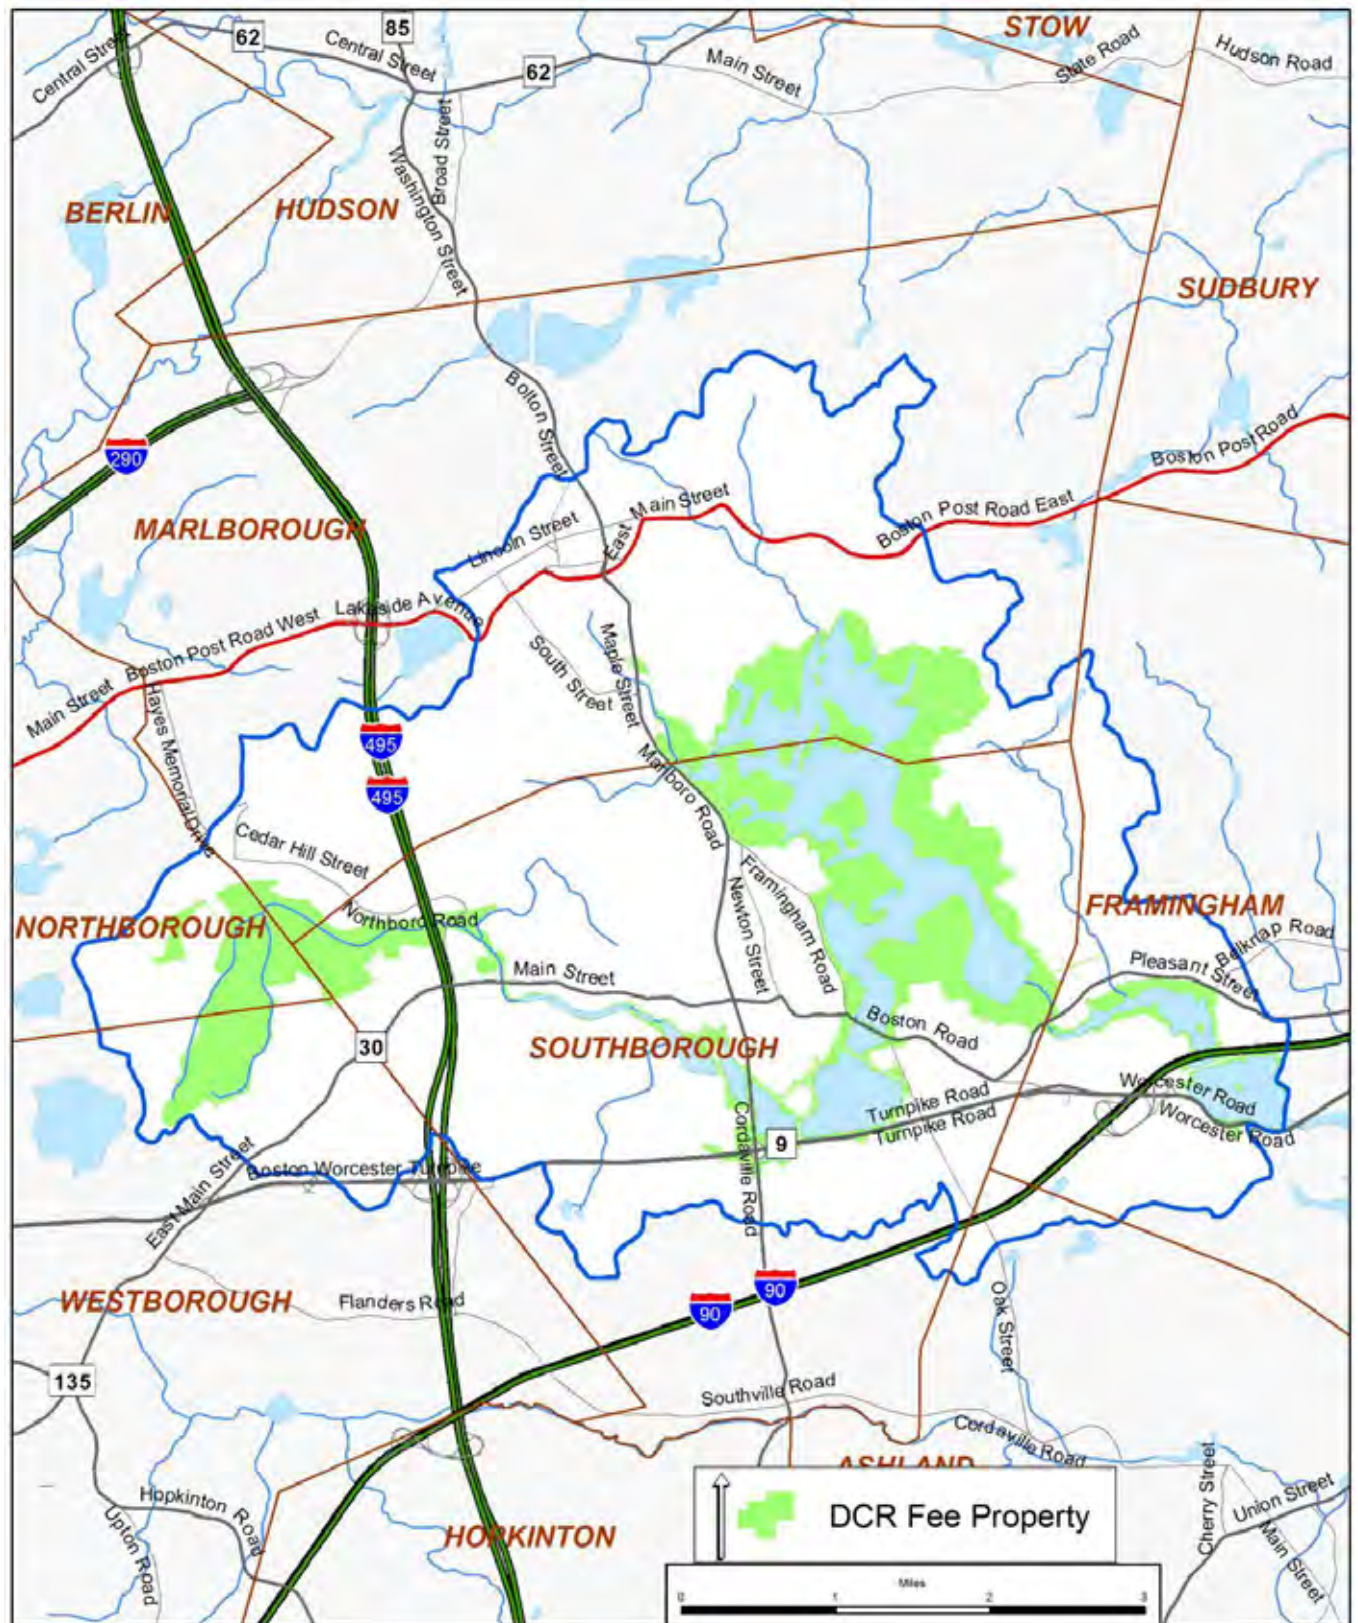 STOW
85
62
Central Street
Central Street
62
Main Street
State Road
Hudson Road
Broad Street
Washington Street
BERLIN
HUDSON
SUDBURY
Bolton Street
Boston Post Road
290
Main Street
Boston Post Road East
MARLBOROUGH
Lincoln Street
East
Lakeside Avenue
Boston Post Road West
South Street
Maple Street
Main Street
Hayes Memorial Drive
495
Marlboro Road
495
Cedar Hill Street
Framingham Road
Newton Street
FRAMINGHAM
NORTHBOROUGH
Northboro Road
Belknap Road
Pleasant Street
Main Street
Boston Road
30
SOUTHBOROUGH
Worcester Road
Turnpike Road
Turnpike Road
Worcester Road
9
Cordaville Road
Boston Worcester Turnpike
East Main Street
90
WESTBOROUGH
Flanders Road
90
Oak Street
135
Southville Road
Cordaville Road
ASHLAND
Cherry Street
Union Street
Hopkinton Road
Upton Road
Main Street
HOPKINTON
DCR Fee Property
Miles
0 1 2 3